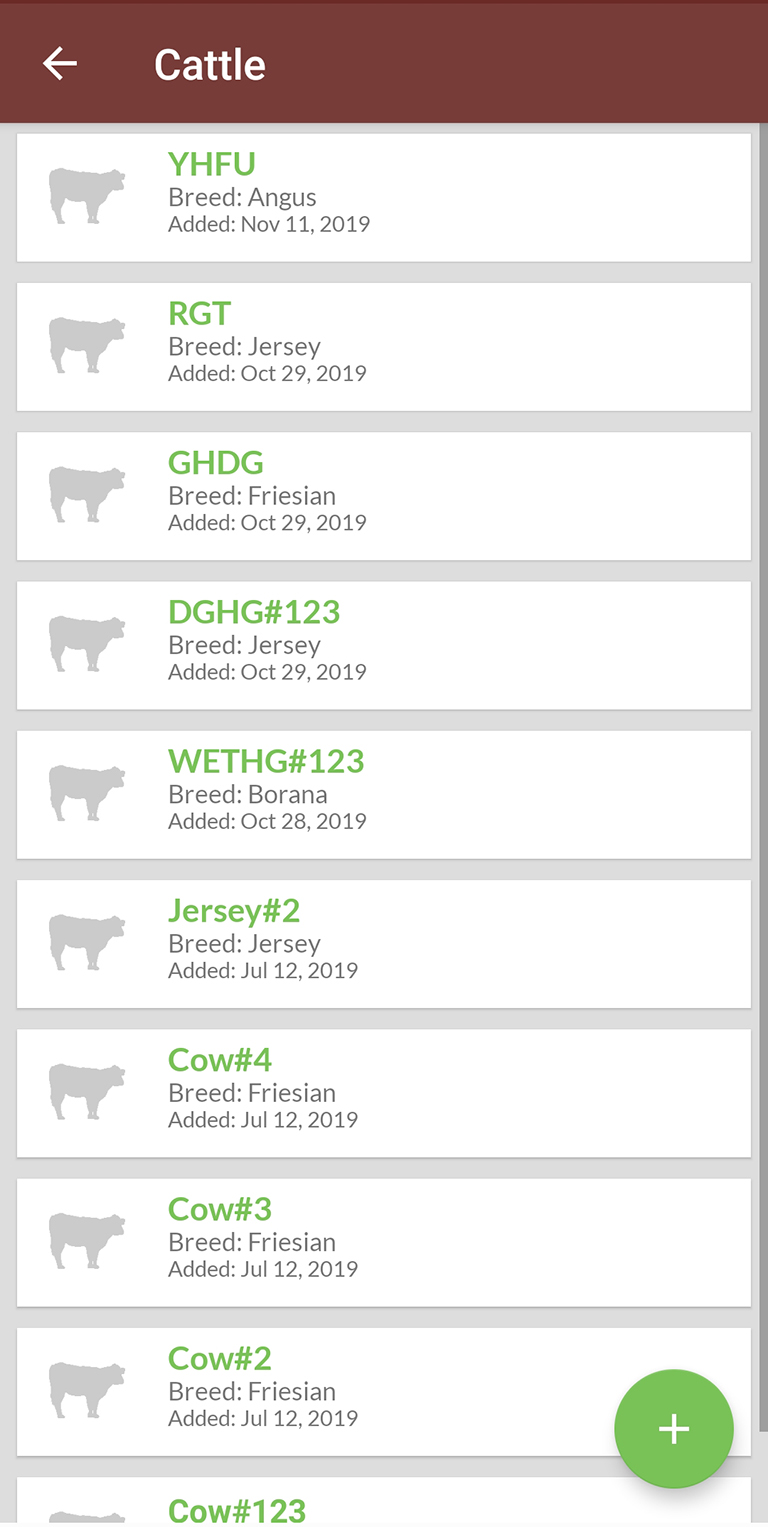 Cattle
YHFU
Breed: Angus
Added: Nov 11, 2019
RGT
Breed: Jersey
Added: Oct 29, 2019
GHDG
Breed: Friesian
Added: Oct 29, 2019
DGHG#123
Breed: Jersey
Added: Oct 29, 2019
WETHG#123
Breed: Borana
Added: Oct 28, 2019
Jersey#2
Breed: Jersey
Added: Jul 12, 2019
Cow#4
Breed: Friesian
Added: Jul 12, 2019
Cow#3
Breed: Friesian
Added: Jul 12, 2019
Cow#2
Breed: Friesian
Added: Jul 12, 2019
Cow#123